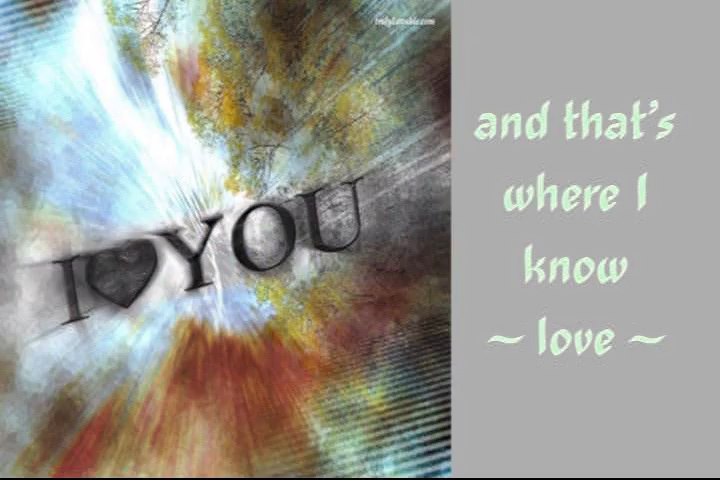 I ♥ YOU
and that's
where I
know
~ love ~